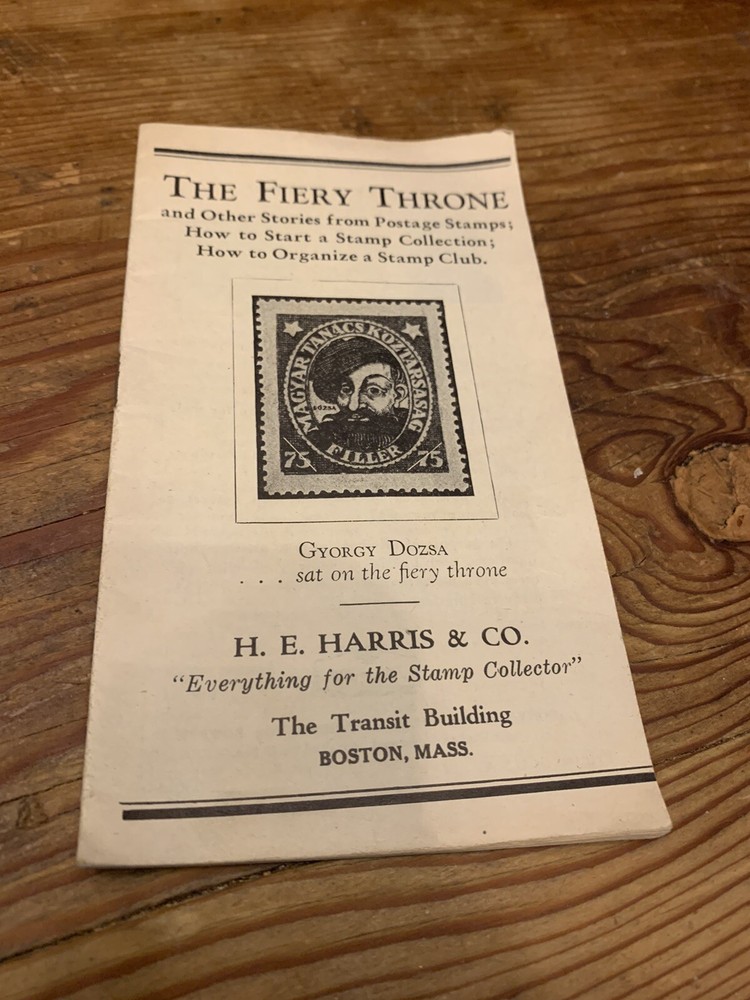 THE FIERY THRONE
and Other Stories from Postage Stamps;
How to Start a Stamp Collection;
How to Organize a Stamp Club.
MAGYAR TANÁCSKÖZTÁRSASÁG
DÓZSA
75 FILLÉR 75
GYORGY DOZSA
. . . sat on the fiery throne
H. E. HARRIS & CO.
"Everything for the Stamp Collector"
The Transit Building
BOSTON, MASS.